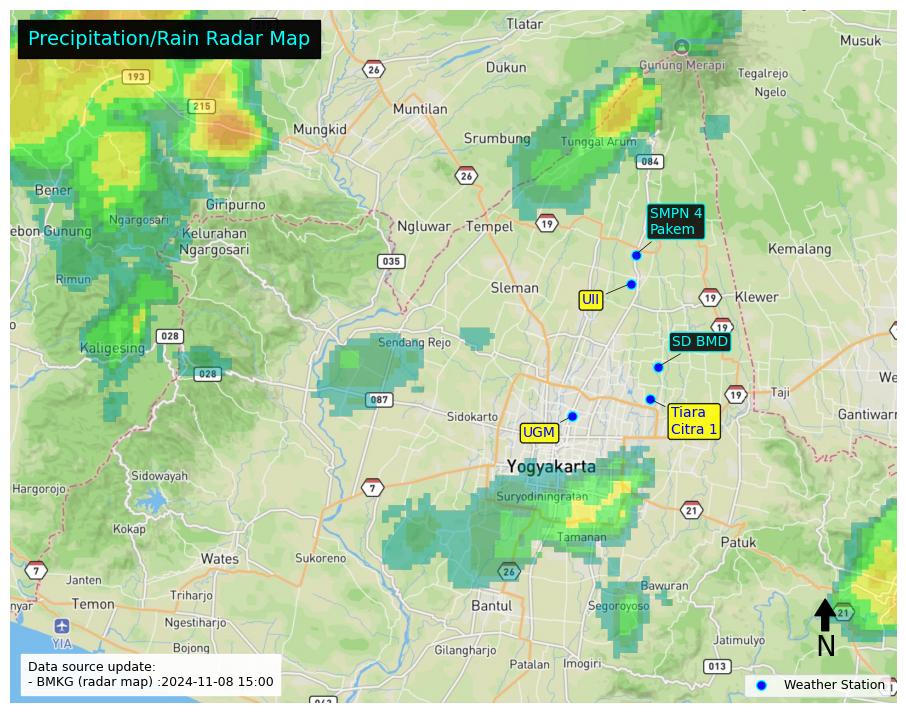 Precipitation/Rain Radar Map
Tlatar
Musuk
26
Dukun
Gunung Merapi
Tegalrejo
Ngelo
193
215
Muntilan
Mungkid
Srumbung
Tunggal Arum
084
26
Bener
Giripurno
Ngargosari
ebon Gunung
Kelurahan
Ngargosari
Ngluwar
Tempel
19
SMPN 4
Pakem
Kemalang
035
Rimun
Sleman
UII
19
Klewer
19
028
Kaligesing
Sendang Rejo
SD BMD
028
We
087
19
Taji
Sidokarto
UGM
Tiara
Citra 1
Gantiwarn
Yogyakarta
Sidowayah
Hargorojo
7
Suryodiningratan
21
Kokap
Tamanan
Patuk
Wates
Sukoreno
7
Janten
26
Bawuran
nyar
Temon
Triharjo
Bantul
Segoroyoso
21
Ngestiharjo
YIA
Bojong
Gilangharjo
Jatimulyo
N
Patalan
Imogiri
013
Data source update:
- BMKG (radar map) :2024-11-08 15:00
Weather Station